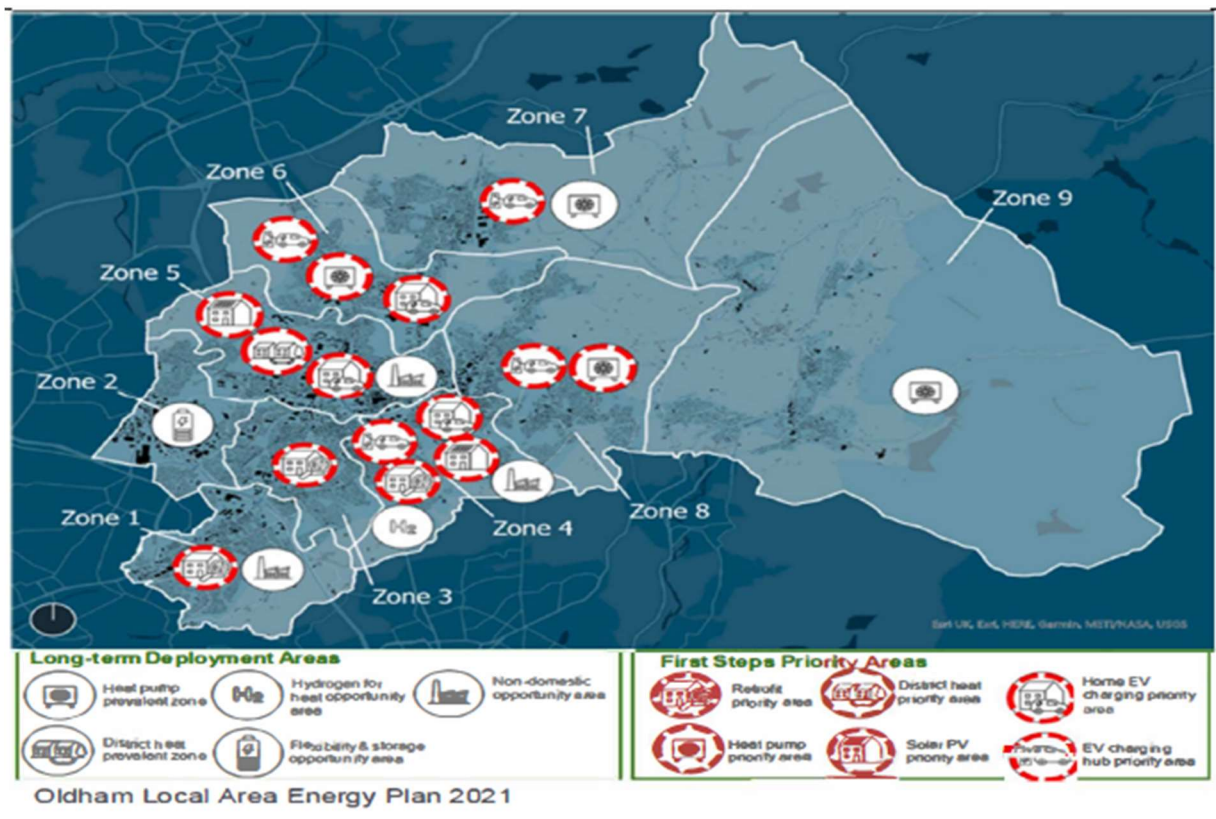 Zone 7
Zone 6
Zone 9
Zone 5
Zone 2
Zone 1
Zone 8
Zone 4
H₂
Zone 3
Esri UK, Esri, HERE, Garmin, METI/NASA, USGS
Long-term Deployment Areas
Heat pump
prevalent zone
H₂
Hydrogen for
heat opportunity
area
Non-domestic
opportunity area
District heat
prevalent zone
Flexibility & storage
opportunity area
First Steps Priority Areas
Retrofit
priority area
District heat
priority area
Home EV
charging priority
area
Heat pump
priority area
Solar PV
priority area
EV charging
hub priority area
Oldham Local Area Energy Plan 2021